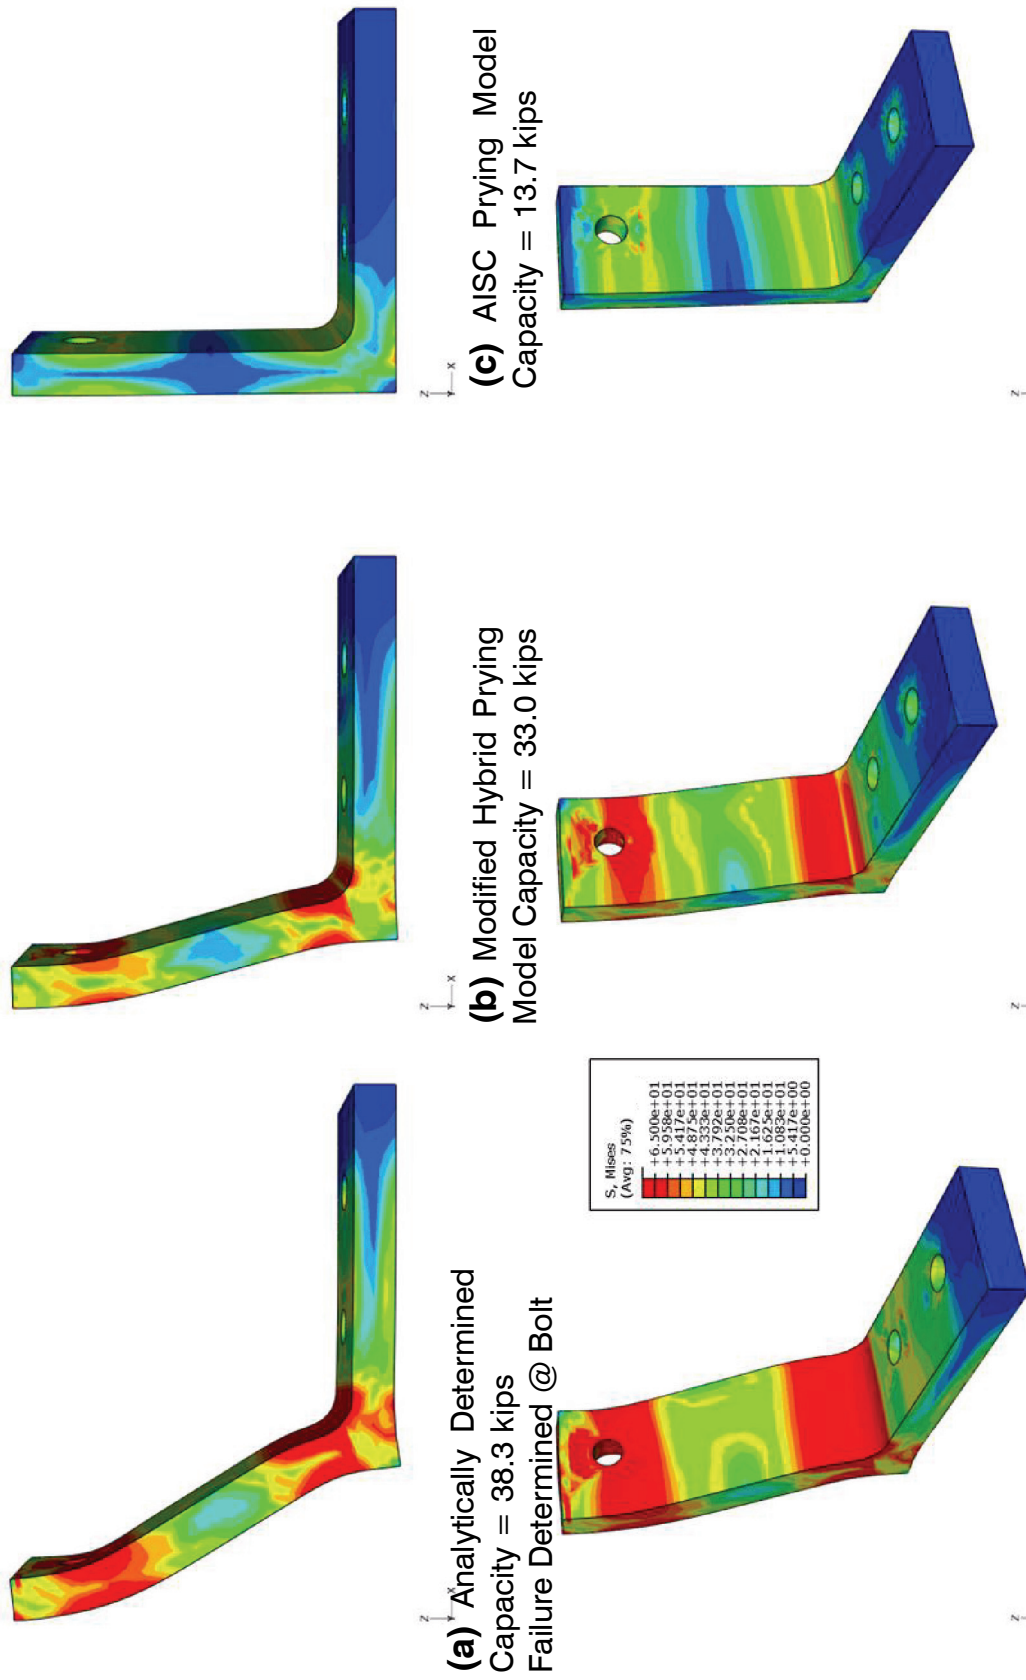 (a) Analytically Determined
Capacity = 38.3 kips
Failure Determined @ Bolt
(b) Modified Hybrid Prying
Model Capacity = 33.0 kips
(c) AISC Prying Model
Capacity = 13.7 kips
S, Mises
(Avg: 75%)
+6.500e+01
+5.958e+01
+5.417e+01
+4.875e+01
+4.333e+01
+3.792e+01
+3.250e+01
+2.708e+01
+2.167e+01
+1.625e+01
+1.083e+01
+5.417e+00
+0.000e+00
Z
X
Z
X
Z
X
Z
Z
Z